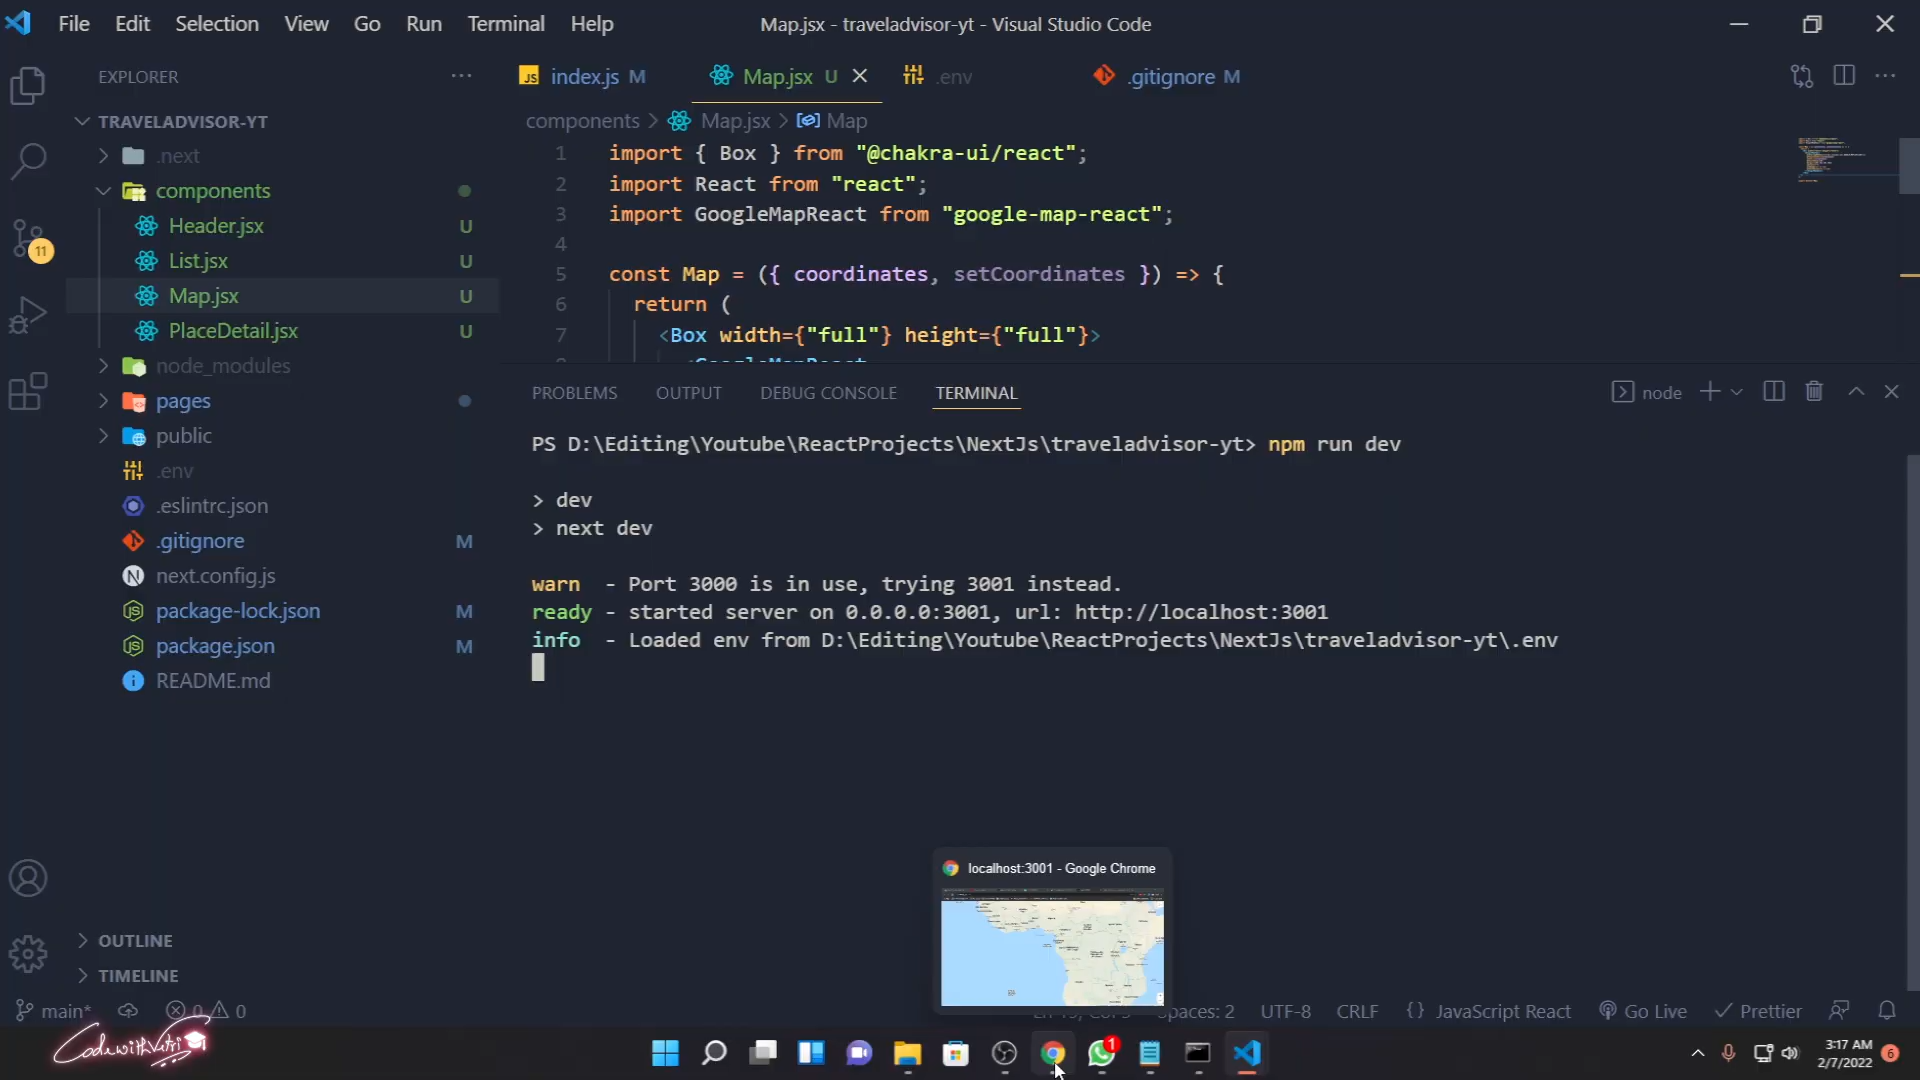 File Edit Selection View Go Run Terminal Help
Map.jsx - traveladvisor-yt - Visual Studio Code
EXPLORER
index.js M
Map.jsx U
.env
.gitignore M
TRAVELADVISOR-YT
components > Map.jsx > Map
.next
components
Header.jsx U
List.jsx U
Map.jsx U
PlaceDetail.jsx U
node_modules
pages
public
.env
.eslintrc.json
.gitignore M
next.config.js
package-lock.json M
package.json M
README.md
11
1 import { Box } from "@chakra-ui/react";
2 import React from "react";
3 import GoogleMapReact from "google-map-react";
4
5 const Map = ({ coordinates, setCoordinates }) => {
6 return (
7 <Box width={"full"} height={"full"}>
PROBLEMS OUTPUT DEBUG CONSOLE TERMINAL
node
PS D:\Editing\Youtube\ReactProjects\NextJs\traveladvisor-yt> npm run dev
> dev
> next dev
warn - Port 3000 is in use, trying 3001 instead.
ready - started server on 0.0.0.0:3001, url: http://localhost:3001
info - Loaded env from D:\Editing\Youtube\ReactProjects\NextJs\traveladvisor-yt\.env
localhost:3001 - Google Chrome
OUTLINE
TIMELINE
main* 0 0
Spaces: 2 UTF-8 CRLF {} JavaScript React Go Live Prettier
1
3:17 AM
2/7/2022
6